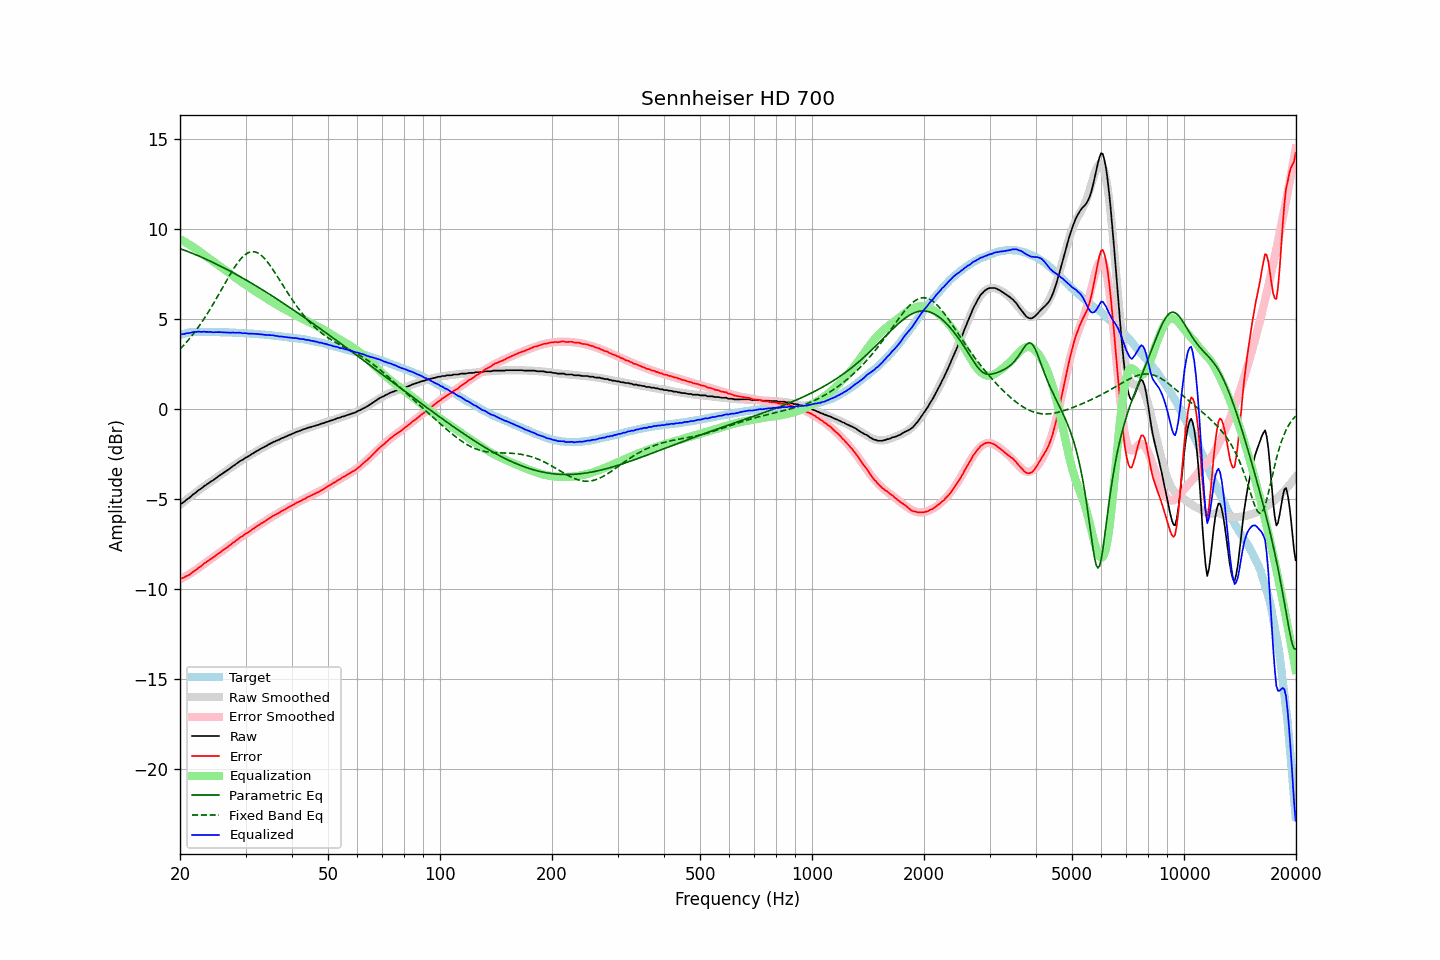 Sennheiser HD 700
Amplitude (dBr)
15
10
5
0
−5
−10
−15
−20
Target
Raw Smoothed
Error Smoothed
Raw
Error
Equalization
Parametric Eq
Fixed Band Eq
Equalized
20 50 100 200 500 1000 2000 5000 10000 20000
Frequency (Hz)